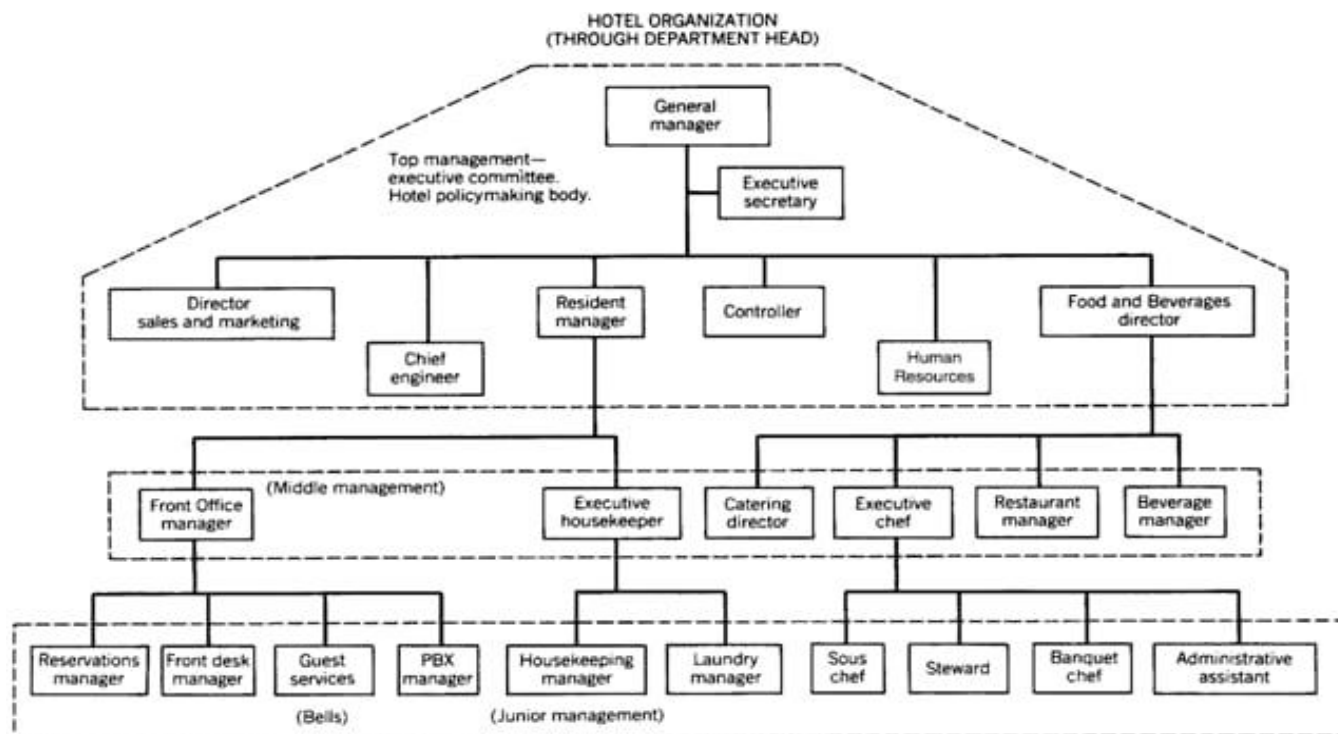 HOTEL ORGANIZATION
(THROUGH DEPARTMENT HEAD)
General
manager
Top management—
executive committee.
Hotel policymaking body.
Executive
secretary
Director
sales and marketing
Chief
engineer
Resident
manager
Controller
Human
Resources
Food and Beverages
director
(Middle management)
Front Office
manager
Executive
housekeeper
Catering
director
Executive
chef
Restaurant
manager
Beverage
manager
Reservations
manager
Front desk
manager
Guest
services
(Bells)
PBX
manager
Housekeeping
manager
(Junior management)
Laundry
manager
Sous
chef
Steward
Banquet
chef
Administrative
assistant